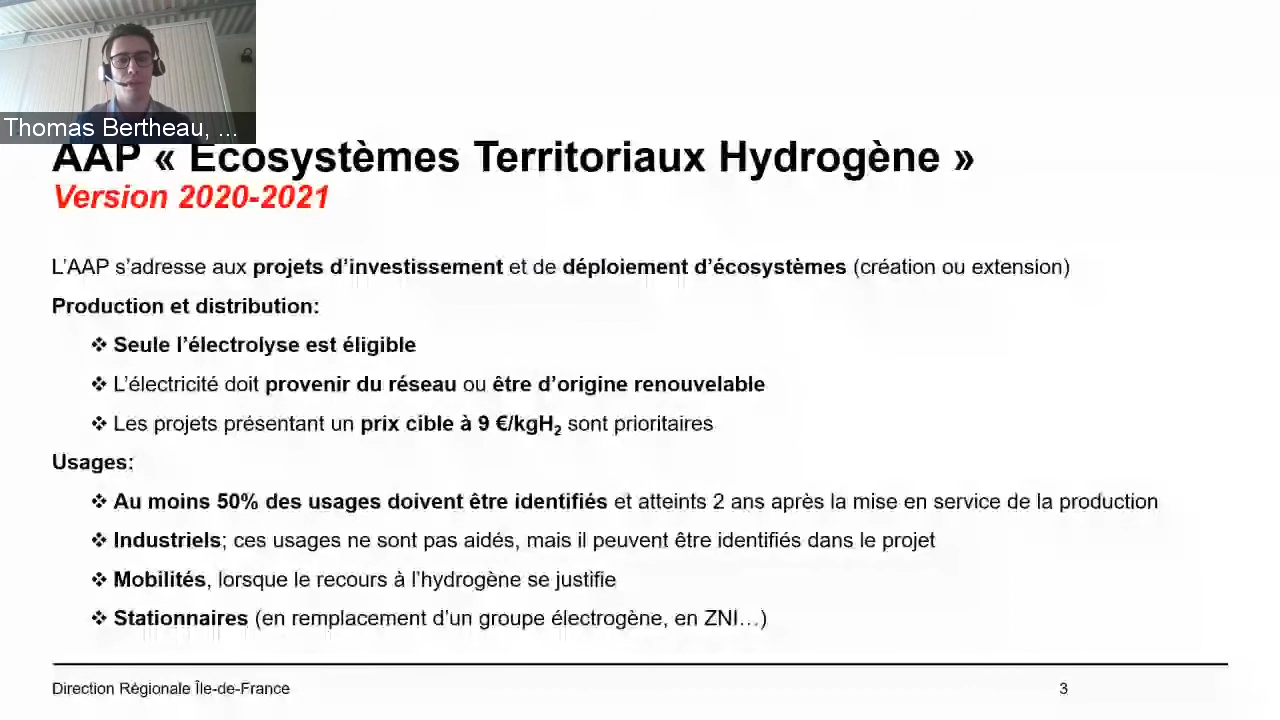 Thomas Bertheau, ...
AAP « Ecosystèmes Territoriaux Hydrogène »
Version 2020-2021
L'AAP s'adresse aux projets d'investissement et de déploiement d'écosystèmes (création ou extension)
Production et distribution:
❖ Seule l'électrolyse est éligible
❖ L'électricité doit provenir du réseau ou être d'origine renouvelable
❖ Les projets présentant un prix cible à 9 €/kgH₂ sont prioritaires
Usages:
❖ Au moins 50% des usages doivent être identifiés et atteints 2 ans après la mise en service de la production
❖ Industriels; ces usages ne sont pas aidés, mais il peuvent être identifiés dans le projet
❖ Mobilités, lorsque le recours à l'hydrogène se justifie
❖ Stationnaires (en remplacement d'un groupe électrogène, en ZNI…)
Direction Régionale Île-de-France
3